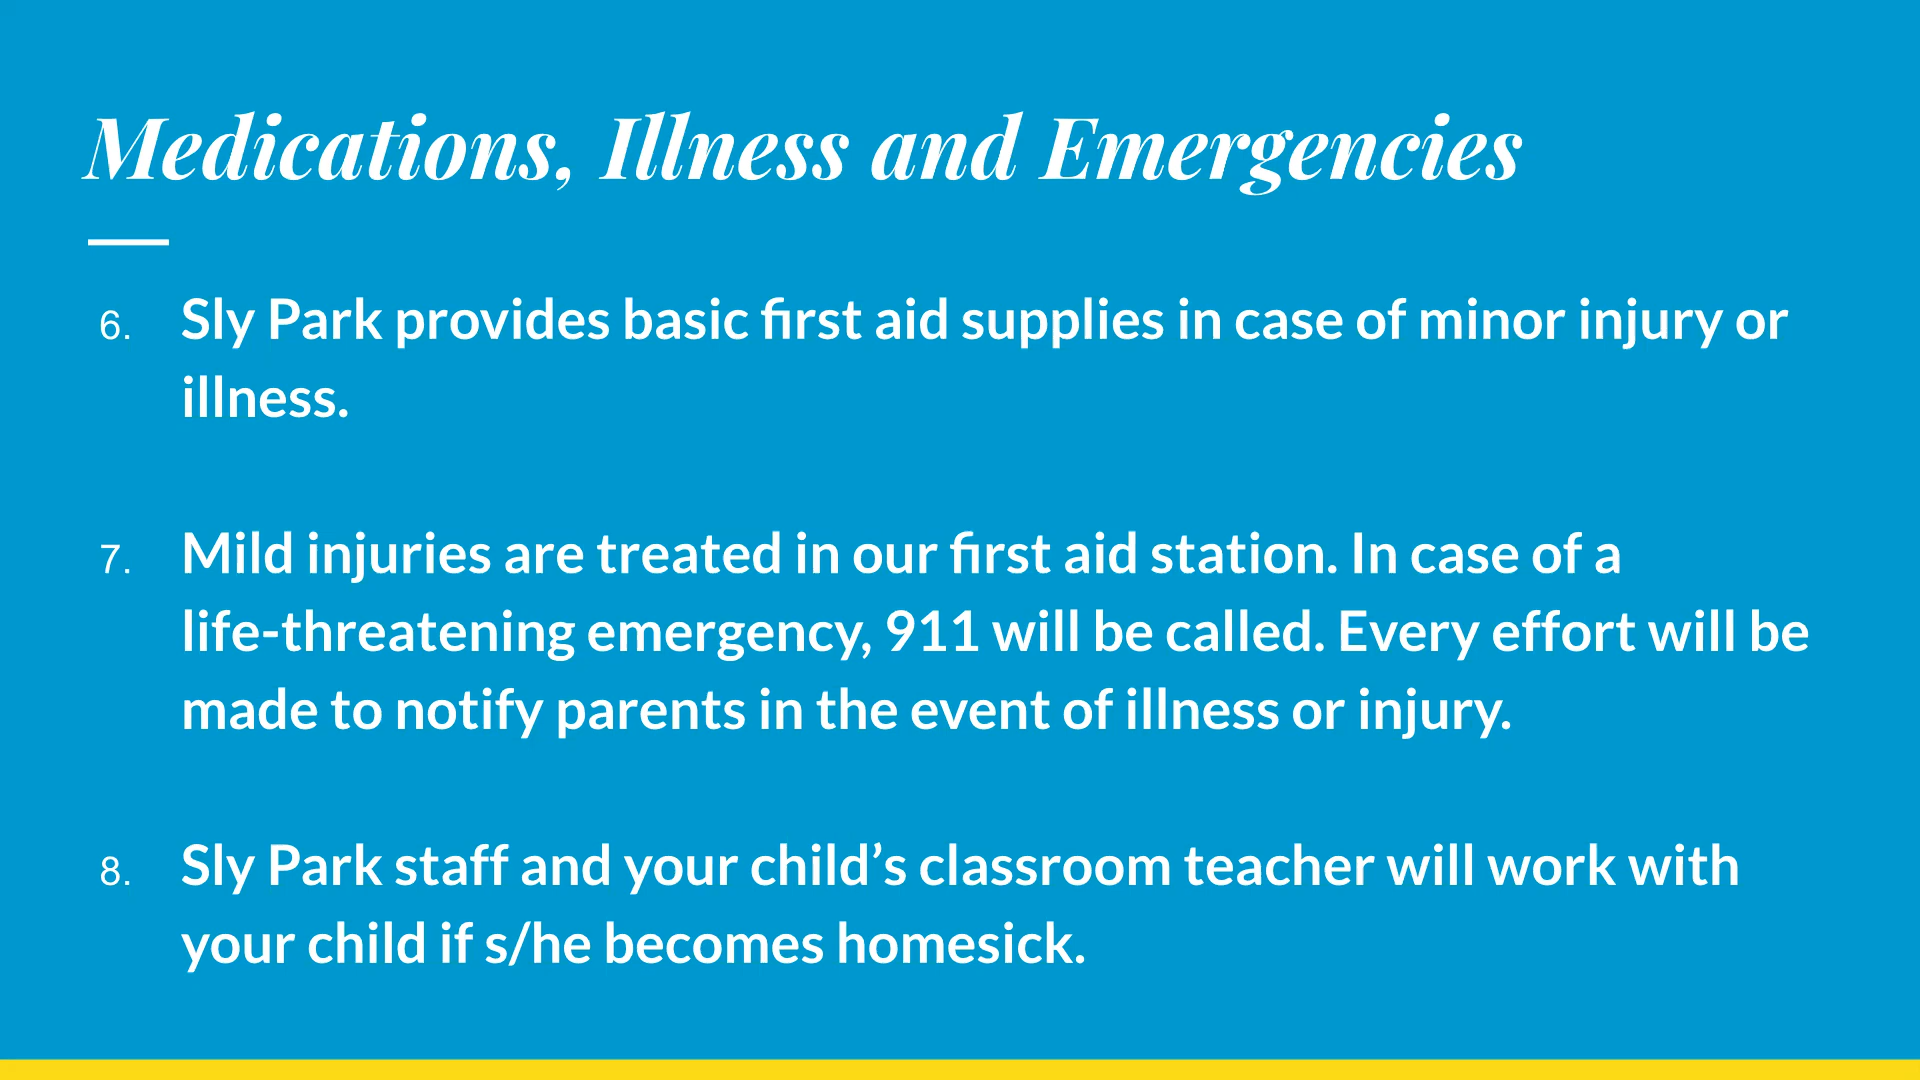 Medications, Illness and Emergencies
6. Sly Park provides basic first aid supplies in case of minor injury or
illness.
7. Mild injuries are treated in our first aid station. In case of a
life-threatening emergency, 911 will be called. Every effort will be
made to notify parents in the event of illness or injury.
8. Sly Park staff and your child’s classroom teacher will work with
your child if s/he becomes homesick.